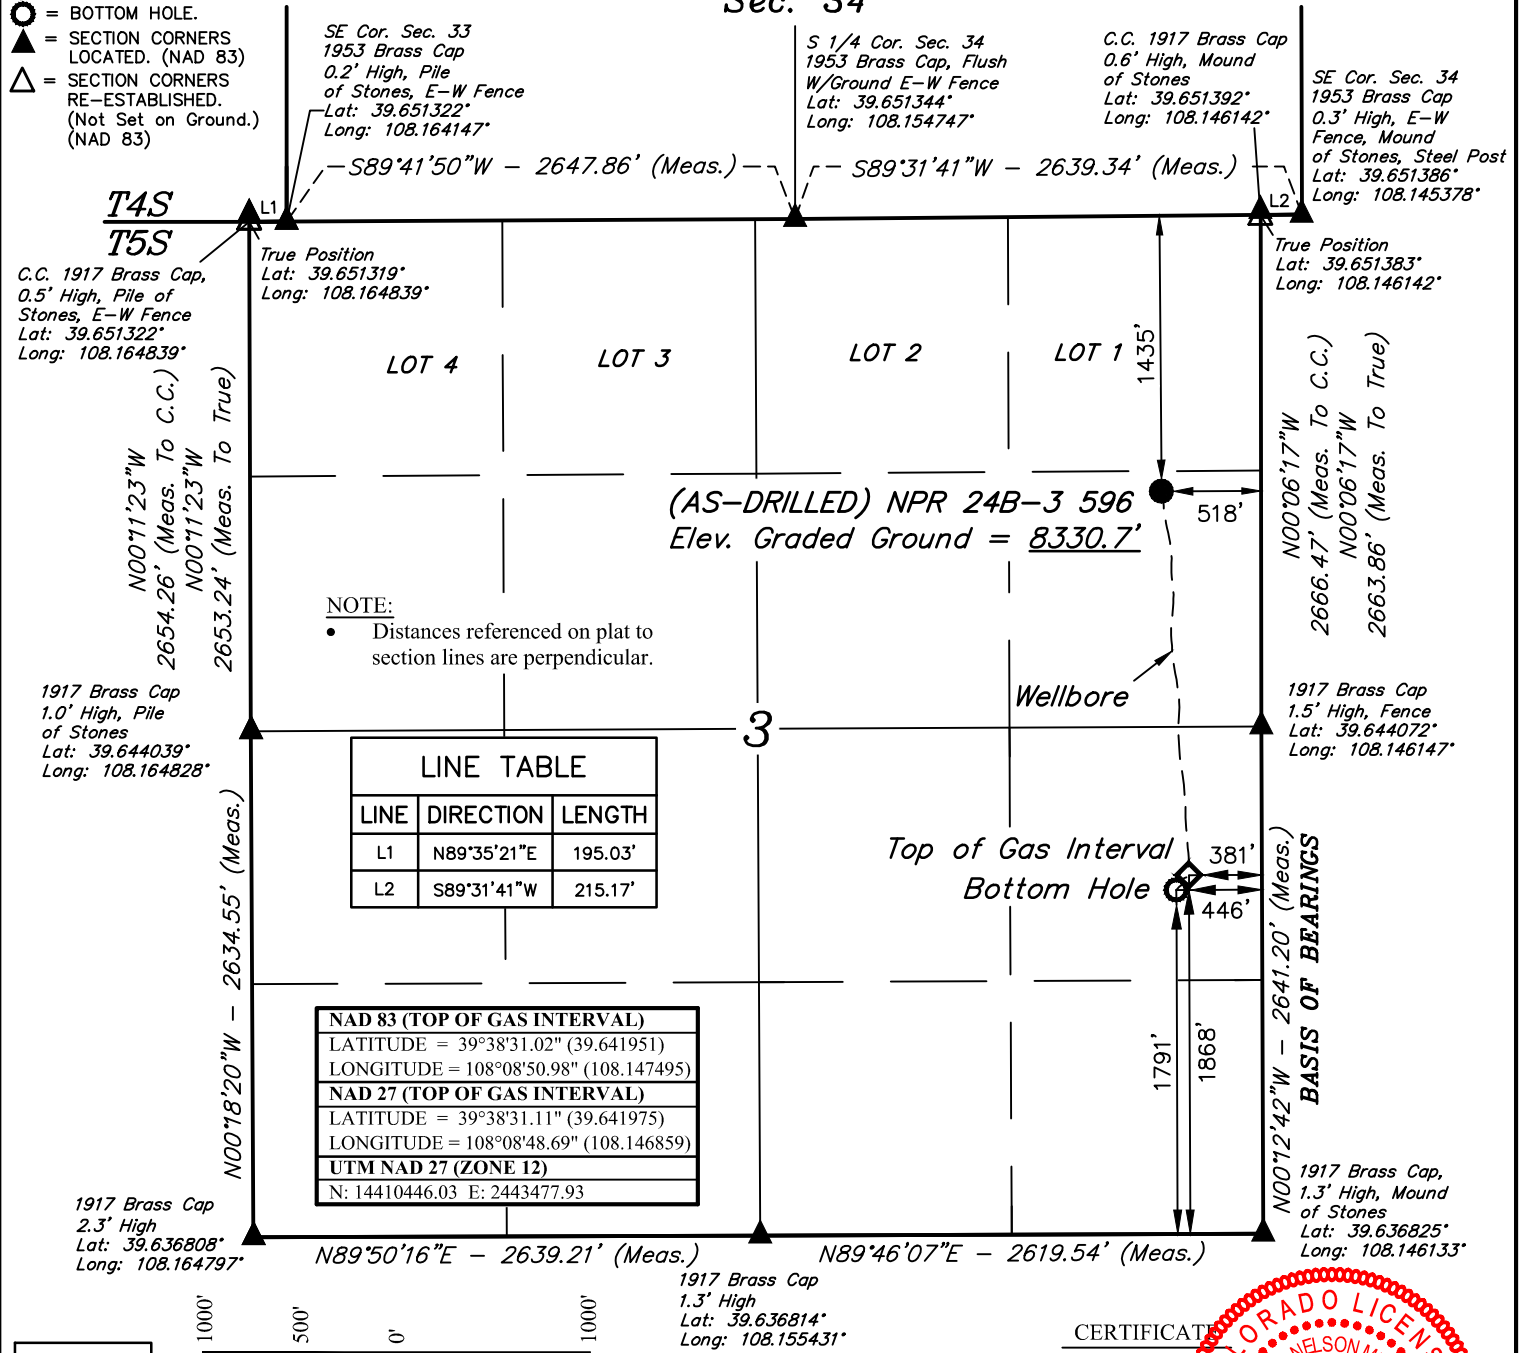 Sec. 34
= BOTTOM HOLE.
= SECTION CORNERS
LOCATED. (NAD 83)
= SECTION CORNERS
RE-ESTABLISHED.
(Not Set on Ground.)
(NAD 83)
SE Cor. Sec. 33
1953 Brass Cap
0.2' High, Pile
of Stones, E-W Fence
Lat: 39.651322°
Long: 108.164147°
S 1/4 Cor. Sec. 34
1953 Brass Cap, Flush
W/Ground E-W Fence
Lat: 39.651344°
Long: 108.154747°
C.C. 1917 Brass Cap
0.6' High, Mound
of Stones
Lat: 39.651392°
Long: 108.146142°
SE Cor. Sec. 34
1953 Brass Cap
0.3' High, E-W
Fence, Mound
of Stones, Steel Post
Lat: 39.651386°
Long: 108.145378°
S89°41'50"W - 2647.86' (Meas.)
S89°31'41"W - 2639.34' (Meas.)
T4S
T5S
L1
L2
C.C. 1917 Brass Cap,
0.5' High, Pile of
Stones, E-W Fence
Lat: 39.651322°
Long: 108.164839°
True Position
Lat: 39.651319°
Long: 108.164839°
True Position
Lat: 39.651383°
Long: 108.146142°
LOT 4
LOT 3
LOT 2
LOT 1
1435'
N00°11'23"W
2654.26' (Meas. To C.C.)
N00°11'23"W
2653.24' (Meas. To True)
N00°06'17"W
2666.47' (Meas. To C.C.)
N00°06'17"W
2663.86' (Meas. To True)
(AS-DRILLED) NPR 24B-3 596
Elev. Graded Ground = 8330.7'
518'
NOTE:
• Distances referenced on plat to
section lines are perpendicular.
Wellbore
1917 Brass Cap
1.0' High, Pile
of Stones
Lat: 39.644039°
Long: 108.164828°
3
1917 Brass Cap
1.5' High, Fence
Lat: 39.644072°
Long: 108.146147°
LINE TABLE
LINE DIRECTION LENGTH
L1 N89°35'21"E 195.03'
L2 S89°31'41"W 215.17'
Top of Gas Interval
Bottom Hole
381'
446'
1791'
1868'
N00°18'20"W - 2634.55' (Meas.)
N00°12'42"W - 2641.20' (Meas.)
BASIS OF BEARINGS
NAD 83 (TOP OF GAS INTERVAL)
LATITUDE = 39°38'31.02" (39.641951)
LONGITUDE = 108°08'50.98" (108.147495)
NAD 27 (TOP OF GAS INTERVAL)
LATITUDE = 39°38'31.11" (39.641975)
LONGITUDE = 108°08'48.69" (108.146859)
UTM NAD 27 (ZONE 12)
N: 14410446.03 E: 2443477.93
1917 Brass Cap
2.3' High
Lat: 39.636808°
Long: 108.164797°
N89°50'16"E - 2639.21' (Meas.)
N89°46'07"E - 2619.54' (Meas.)
1917 Brass Cap,
1.3' High, Mound
of Stones
Lat: 39.636825°
Long: 108.146133°
1917 Brass Cap
1.3' High
Lat: 39.636814°
Long: 108.155431°
1000'
500'
0'
1000'
CERTIFICAT
ORADO LICENS
NELSON